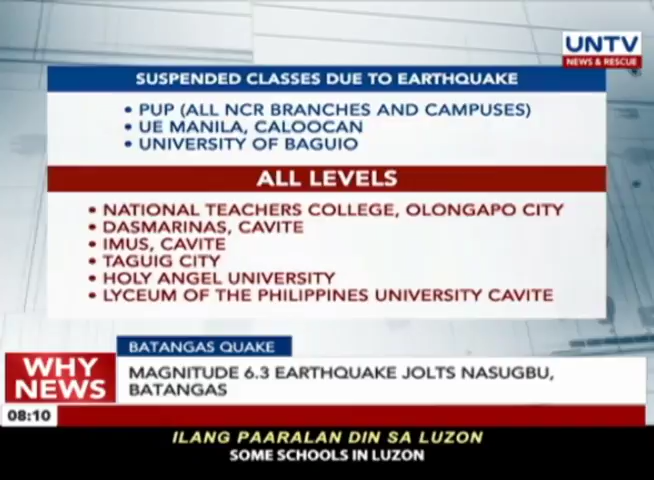 UNTV
NEWS & RESCUE
SUSPENDED CLASSES DUE TO EARTHQUAKE
• PUP (ALL NCR BRANCHES AND CAMPUSES)
• UE MANILA, CALOOCAN
• UNIVERSITY OF BAGUIO
ALL LEVELS
• NATIONAL TEACHERS COLLEGE, OLONGAPO CITY
• DASMARINAS, CAVITE
• IMUS, CAVITE
• TAGUIG CITY
• HOLY ANGEL UNIVERSITY
• LYCEUM OF THE PHILIPPINES UNIVERSITY CAVITE
BATANGAS QUAKE
WHY
NEWS
MAGNITUDE 6.3 EARTHQUAKE JOLTS NASUGBU,
BATANGAS
08:10
ILANG PAARALAN DIN SA LUZON
SOME SCHOOLS IN LUZON